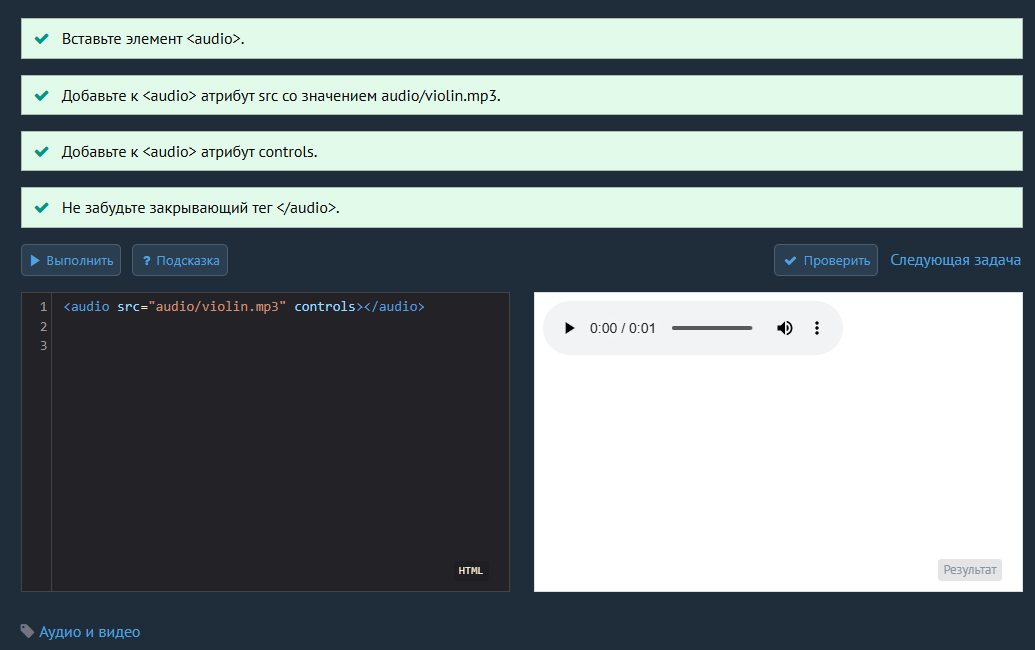 Вставьте элемент <audio>.
Добавьте к <audio> атрибут src со значением audio/violin.mp3.
Добавьте к <audio> атрибут controls.
Не забудьте закрывающий тег </audio>.
Выполнить ? Подсказка Проверить Следующая задача
1 <audio src="audio/violin.mp3" controls></audio>
2
3
0:00 / 0:01
HTML
Результат
Аудио и видео